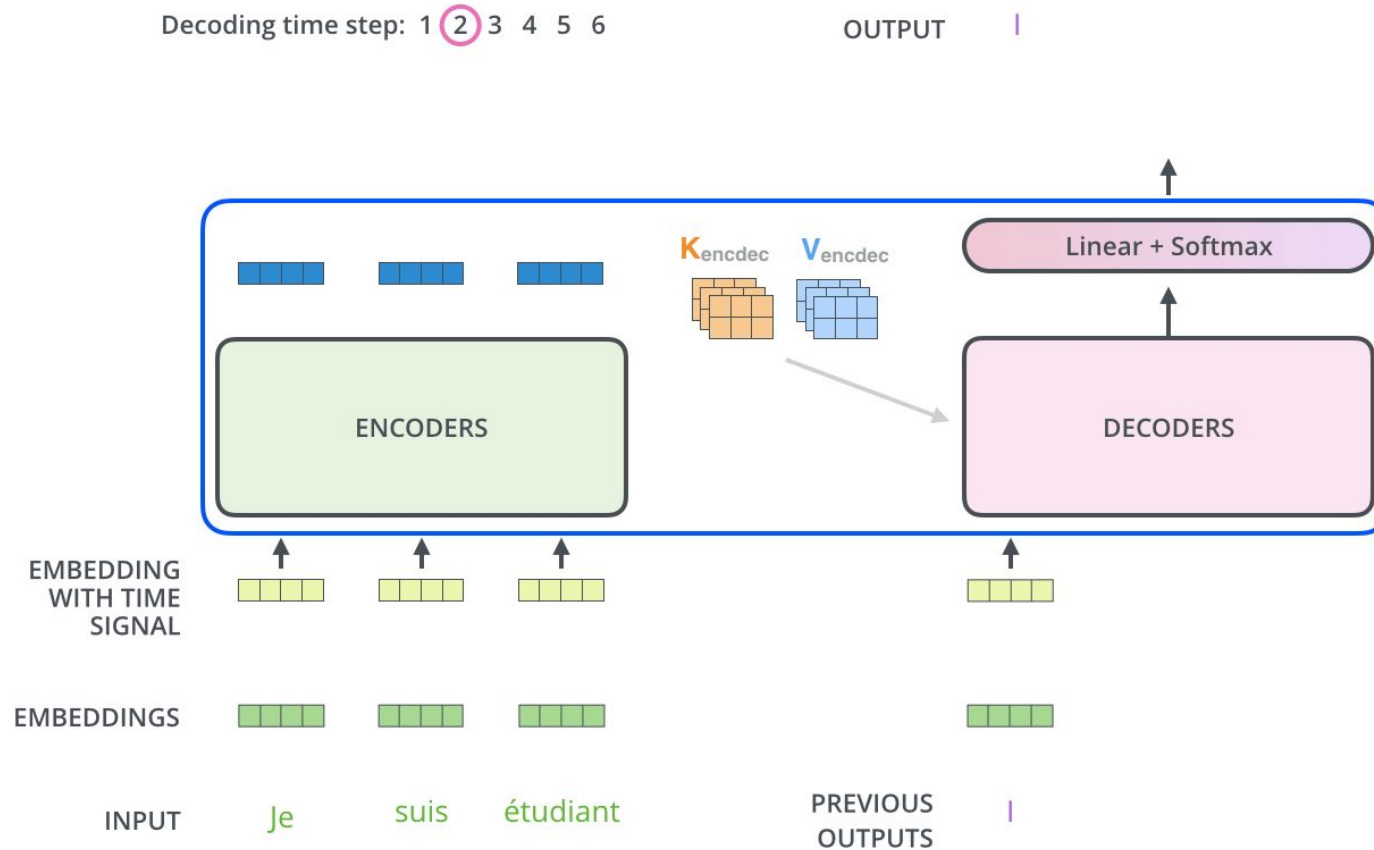 Decoding time step: 1 2 3 4 5 6
OUTPUT I
Kencdec Vencdec
Linear + Softmax
ENCODERS
DECODERS
EMBEDDING
WITH TIME
SIGNAL
EMBEDDINGS
INPUT Je suis étudiant
PREVIOUS
OUTPUTS
I